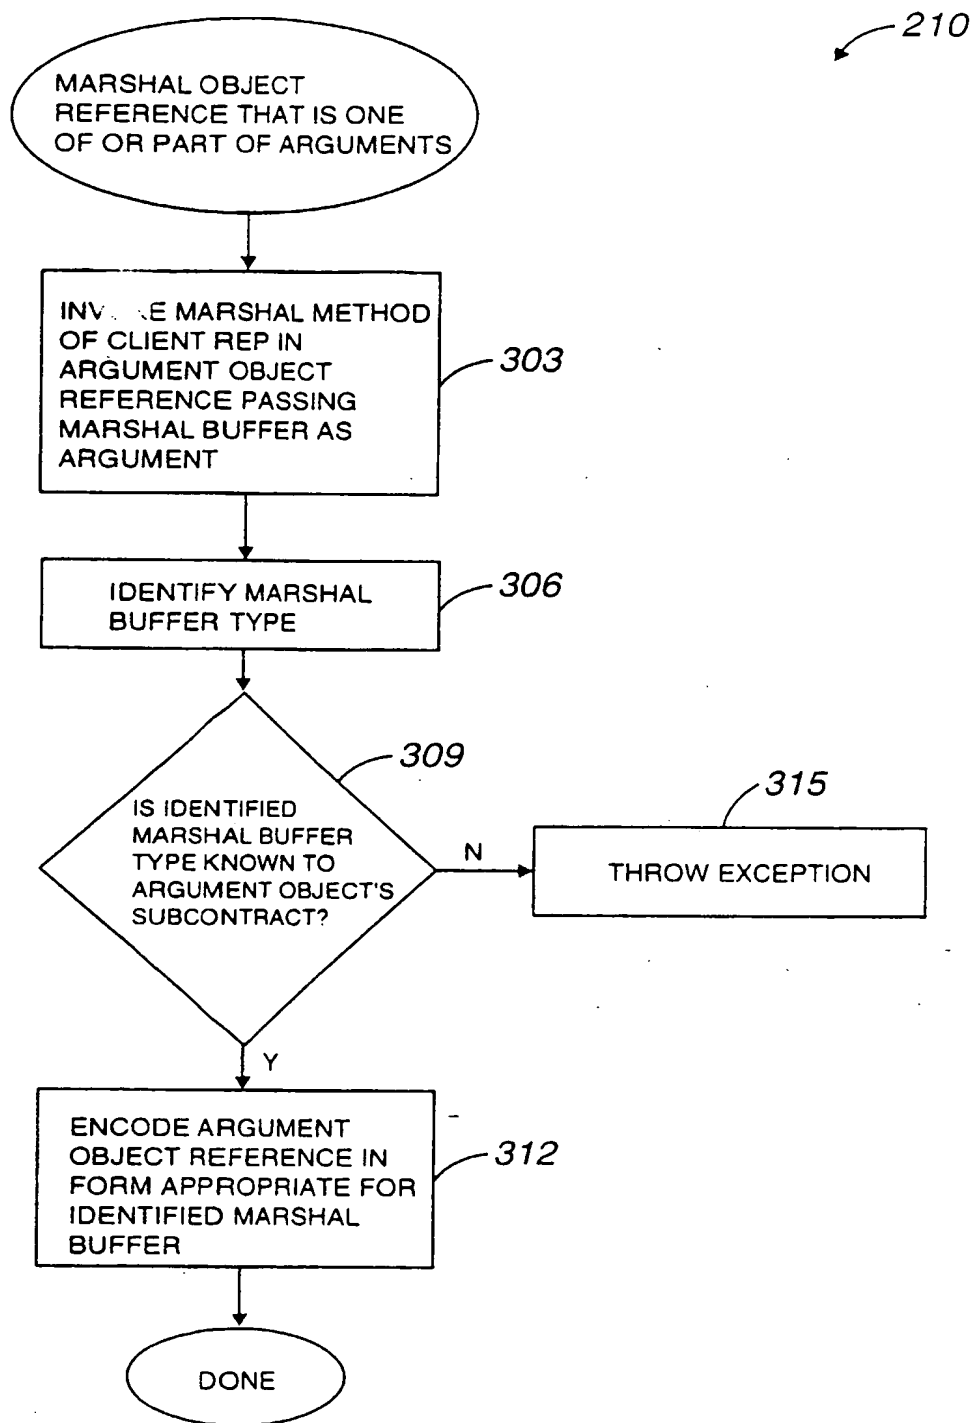 210
MARSHAL OBJECT
REFERENCE THAT IS ONE
OF OR PART OF ARGUMENTS
MARSHAL METHOD
OF CLIENT REP IN
ARGUMENT OBJECT
REFERENCE PASSING
MARSHAL BUFFER AS
ARGUMENT
303
IDENTIFY MARSHAL
BUFFER TYPE
306
309
IS IDENTIFIED
MARSHAL BUFFER
TYPE KNOWN TO
ARGUMENT OBJECT'S
SUBCONTRACT?
N
315
THROW EXCEPTION
Y
ENCODE ARGUMENT
OBJECT REFERENCE IN
FORM APPROPRIATE FOR
IDENTIFIED MARSHAL
BUFFER
312
DONE